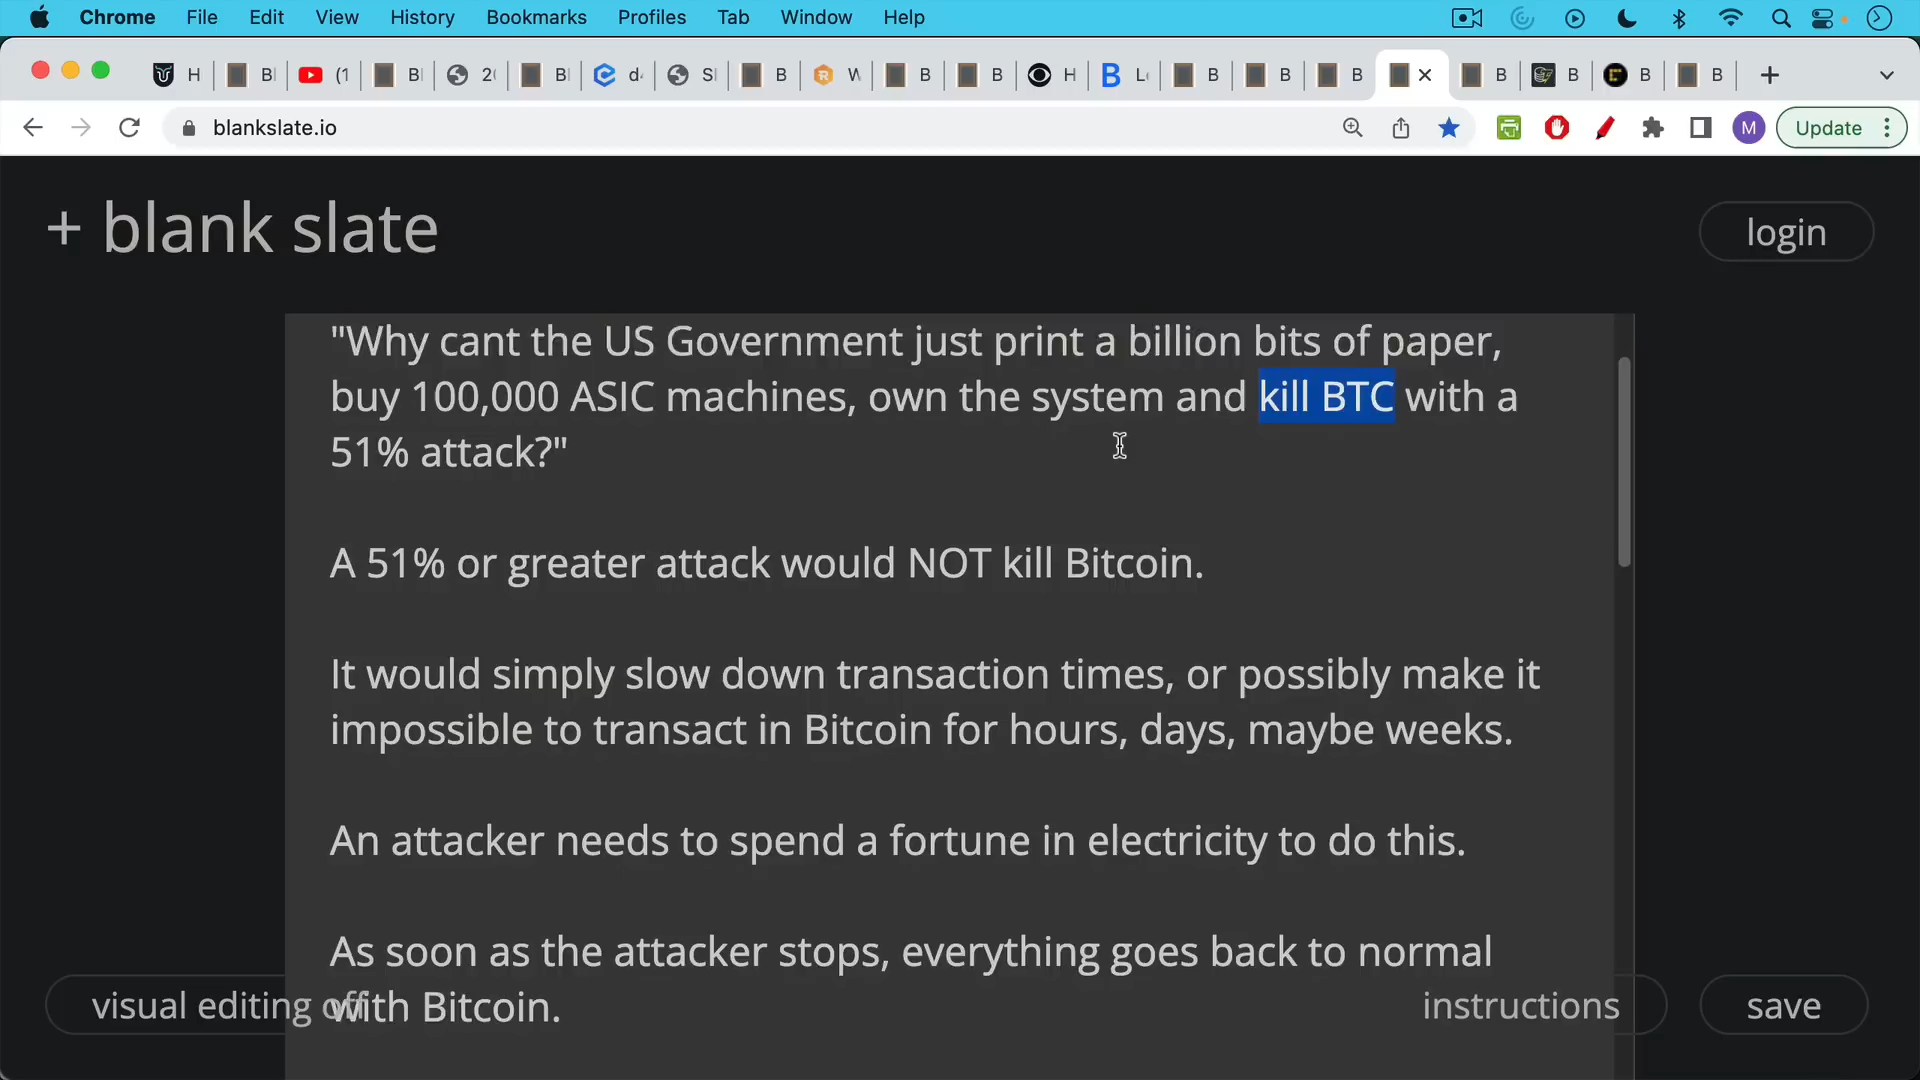 Chrome File Edit View History Bookmarks Profiles Tab Window Help
H B (1 B 2 B d S B W B B H B L B B B B B B B
blankslate.io M Update
+ blank slate
login
"Why cant the US Government just print a billion bits of paper,
buy 100,000 ASIC machines, own the system and kill BTC with a
51% attack?"
A 51% or greater attack would NOT kill Bitcoin.
It would simply slow down transaction times, or possibly make it
impossible to transact in Bitcoin for hours, days, maybe weeks.
An attacker needs to spend a fortune in electricity to do this.
As soon as the attacker stops, everything goes back to normal
with Bitcoin.
visual editing off
instructions
save